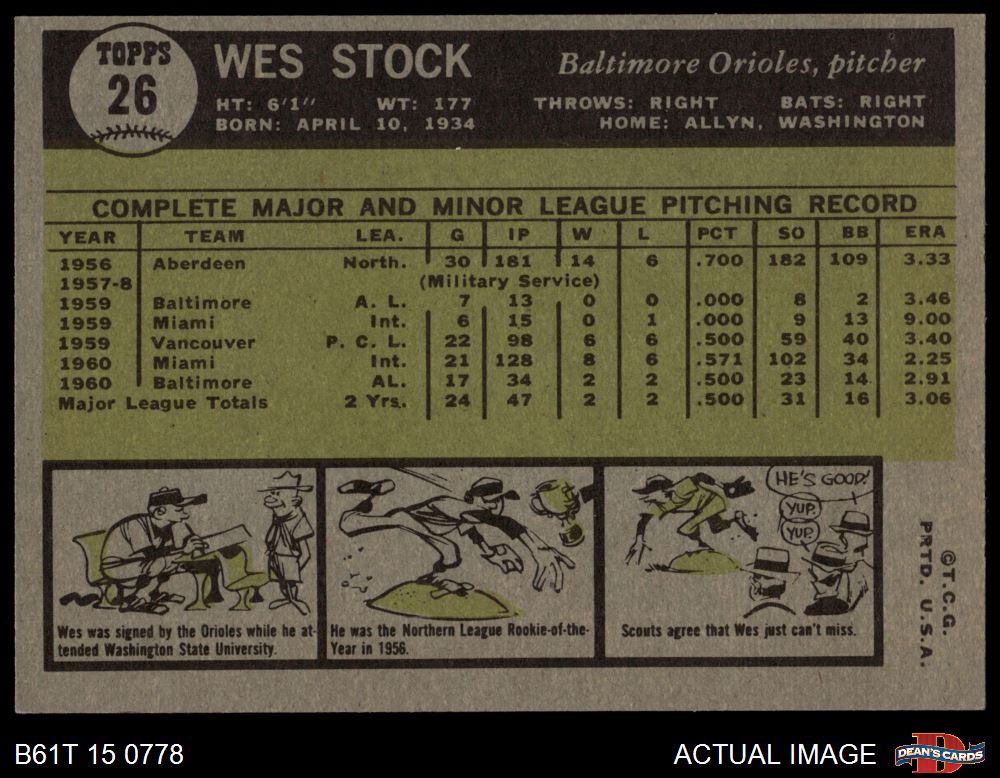 TOPPS
26
WES STOCK
Baltimore Orioles, pitcher
HT: 6'1" WT: 177 THROWS: RIGHT BATS: RIGHT
BORN: APRIL 10, 1934 HOME: ALLYN, WASHINGTON
COMPLETE MAJOR AND MINOR LEAGUE PITCHING RECORD
YEAR TEAM LEA. G IP W L PCT SO BB ERA
1956 Aberdeen North. 30 181 14 6 .700 182 109 3.33
1957-8 (Military Service)
1959 Baltimore A. L. 7 13 0 0 .000 8 2 3.46
1959 Miami Int. 6 15 0 1 .000 9 13 9.00
1959 Vancouver P. C. L. 22 98 6 6 .500 59 40 3.40
1960 Miami Int. 21 128 8 6 .571 102 34 2.25
1960 Baltimore AL. 17 34 2 2 .500 23 14 2.91
Major League Totals 2 Yrs. 24 47 2 2 .500 31 16 3.06
Wes was signed by the Orioles while he at-
tended Washington State University.
He was the Northern League Rookie-of-the-
Year in 1956.
HE'S GOOD!
YUP.
YUP.
Scouts agree that Wes just can't miss.
©T.C.G.
PRTD. U.S.A.
B61T 15 0778
ACTUAL IMAGE
DEAN'S CARDS